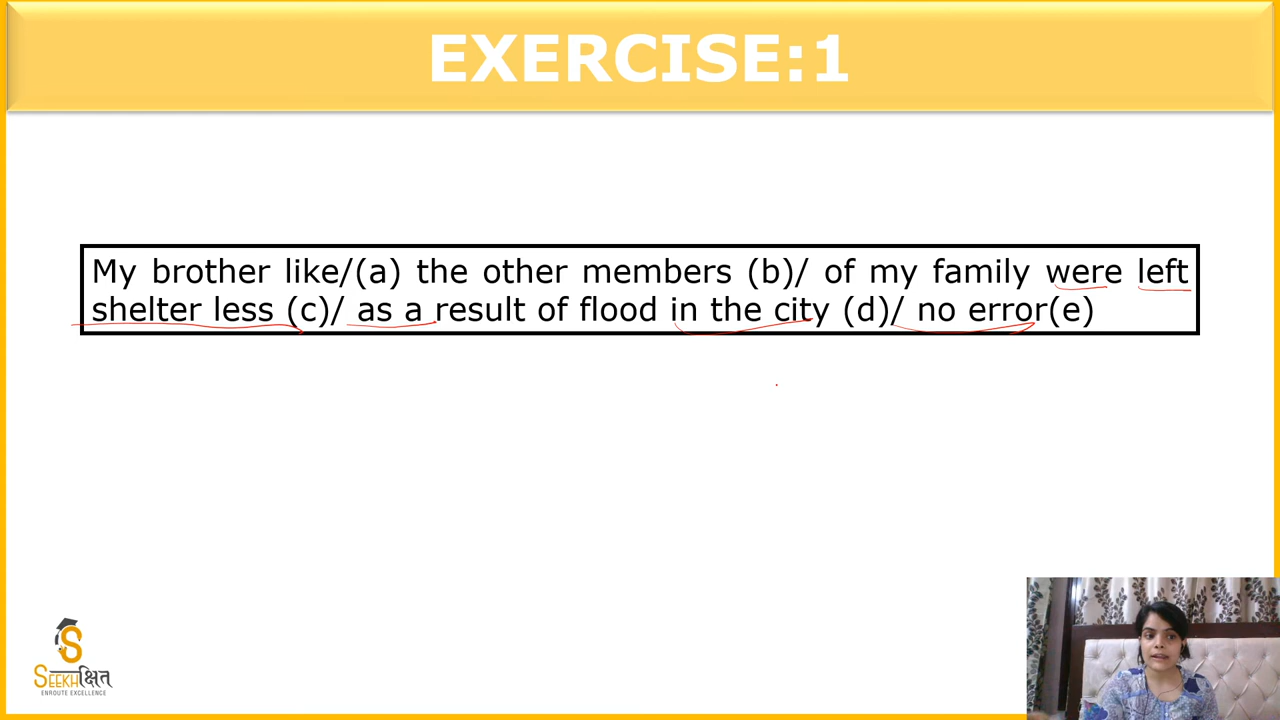 EXERCISE:1
My brother like/(a) the other members (b)/ of my family were left
shelter less (c)/ as a result of flood in the city (d)/ no error(e)
S
SEEKHक्षित
ENROUTE EXCELLENCE